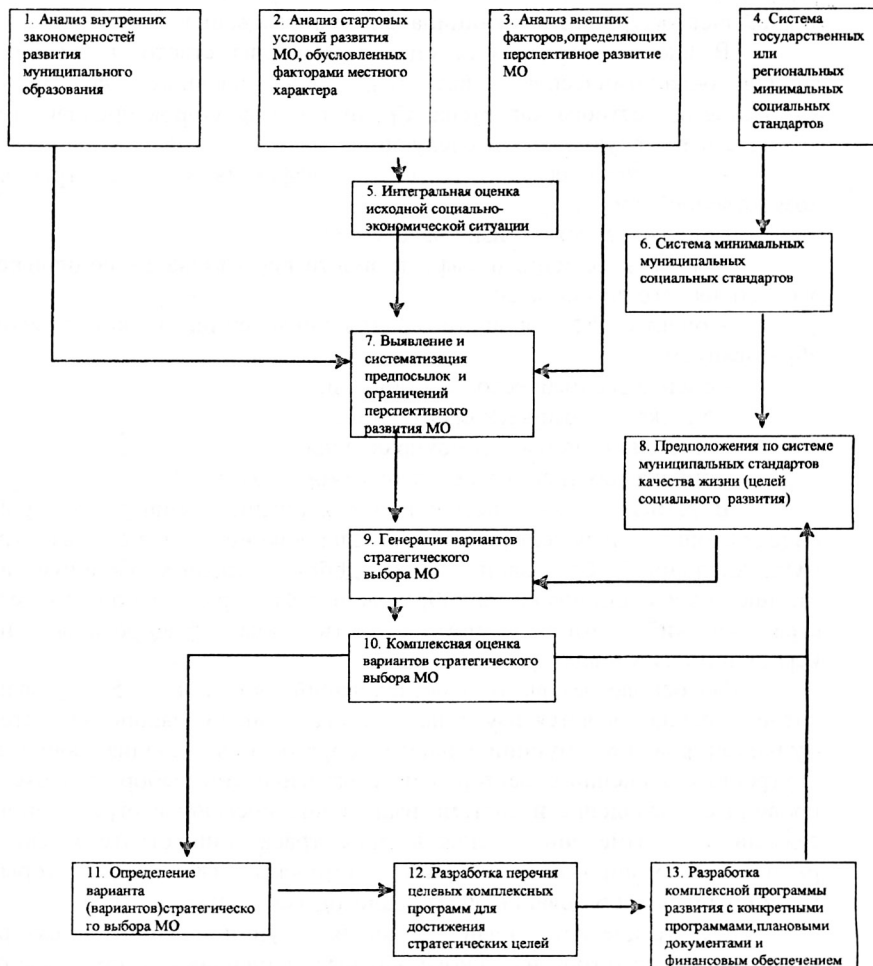 1. Анализ внутренних
закономерностей
развития
муниципального
образования
2. Анализ стартовых
условий развития
МО, обусловленных
факторами местного
характера
3. Анализ внешних
факторов,определяющих
перспективное развитие
МО
4. Система
государственных
или
региональных
минимальных
социальных
стандартов
5. Интегральная оценка
исходной социально-
экономической ситуации
6. Система минимальных
муниципальных
социальных стандартов
7. Выявление и
систематизация
предпосылок и
ограничений
перспективного
развития МО
8. Предположения по системе
муниципальных стандартов
качества жизни (целей
социального развития)
9. Генерация вариантов
стратегического
выбора МО
10. Комплексная оценка
вариантов стратегического
выбора МО
11. Определение
варианта
(вариантов)стратегическо
го выбора МО
12. Разработка перечня
целевых комплексных
программ для
достижения
стратегических целей
13. Разработка
комплексной программы
развития с конкретными
программами,плановыми
документами и
финансовым обеспечением